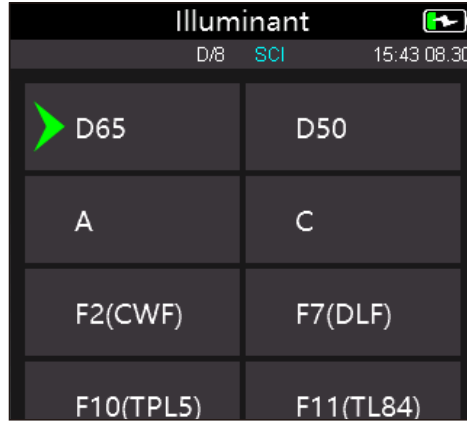 Illuminant
D/8 SCI 15:43 08.30
D65 D50
A C
F2(CWF) F7(DLF)
F10(TPL5) F11(TL84)